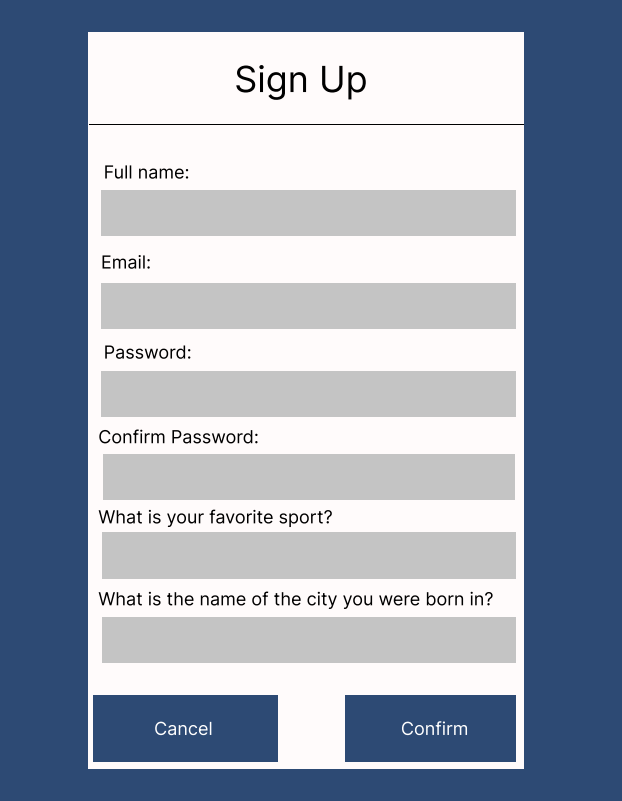 Sign Up
Full name:
Email:
Password:
Confirm Password:
What is your favorite sport?
What is the name of the city you were born in?
Cancel
Confirm